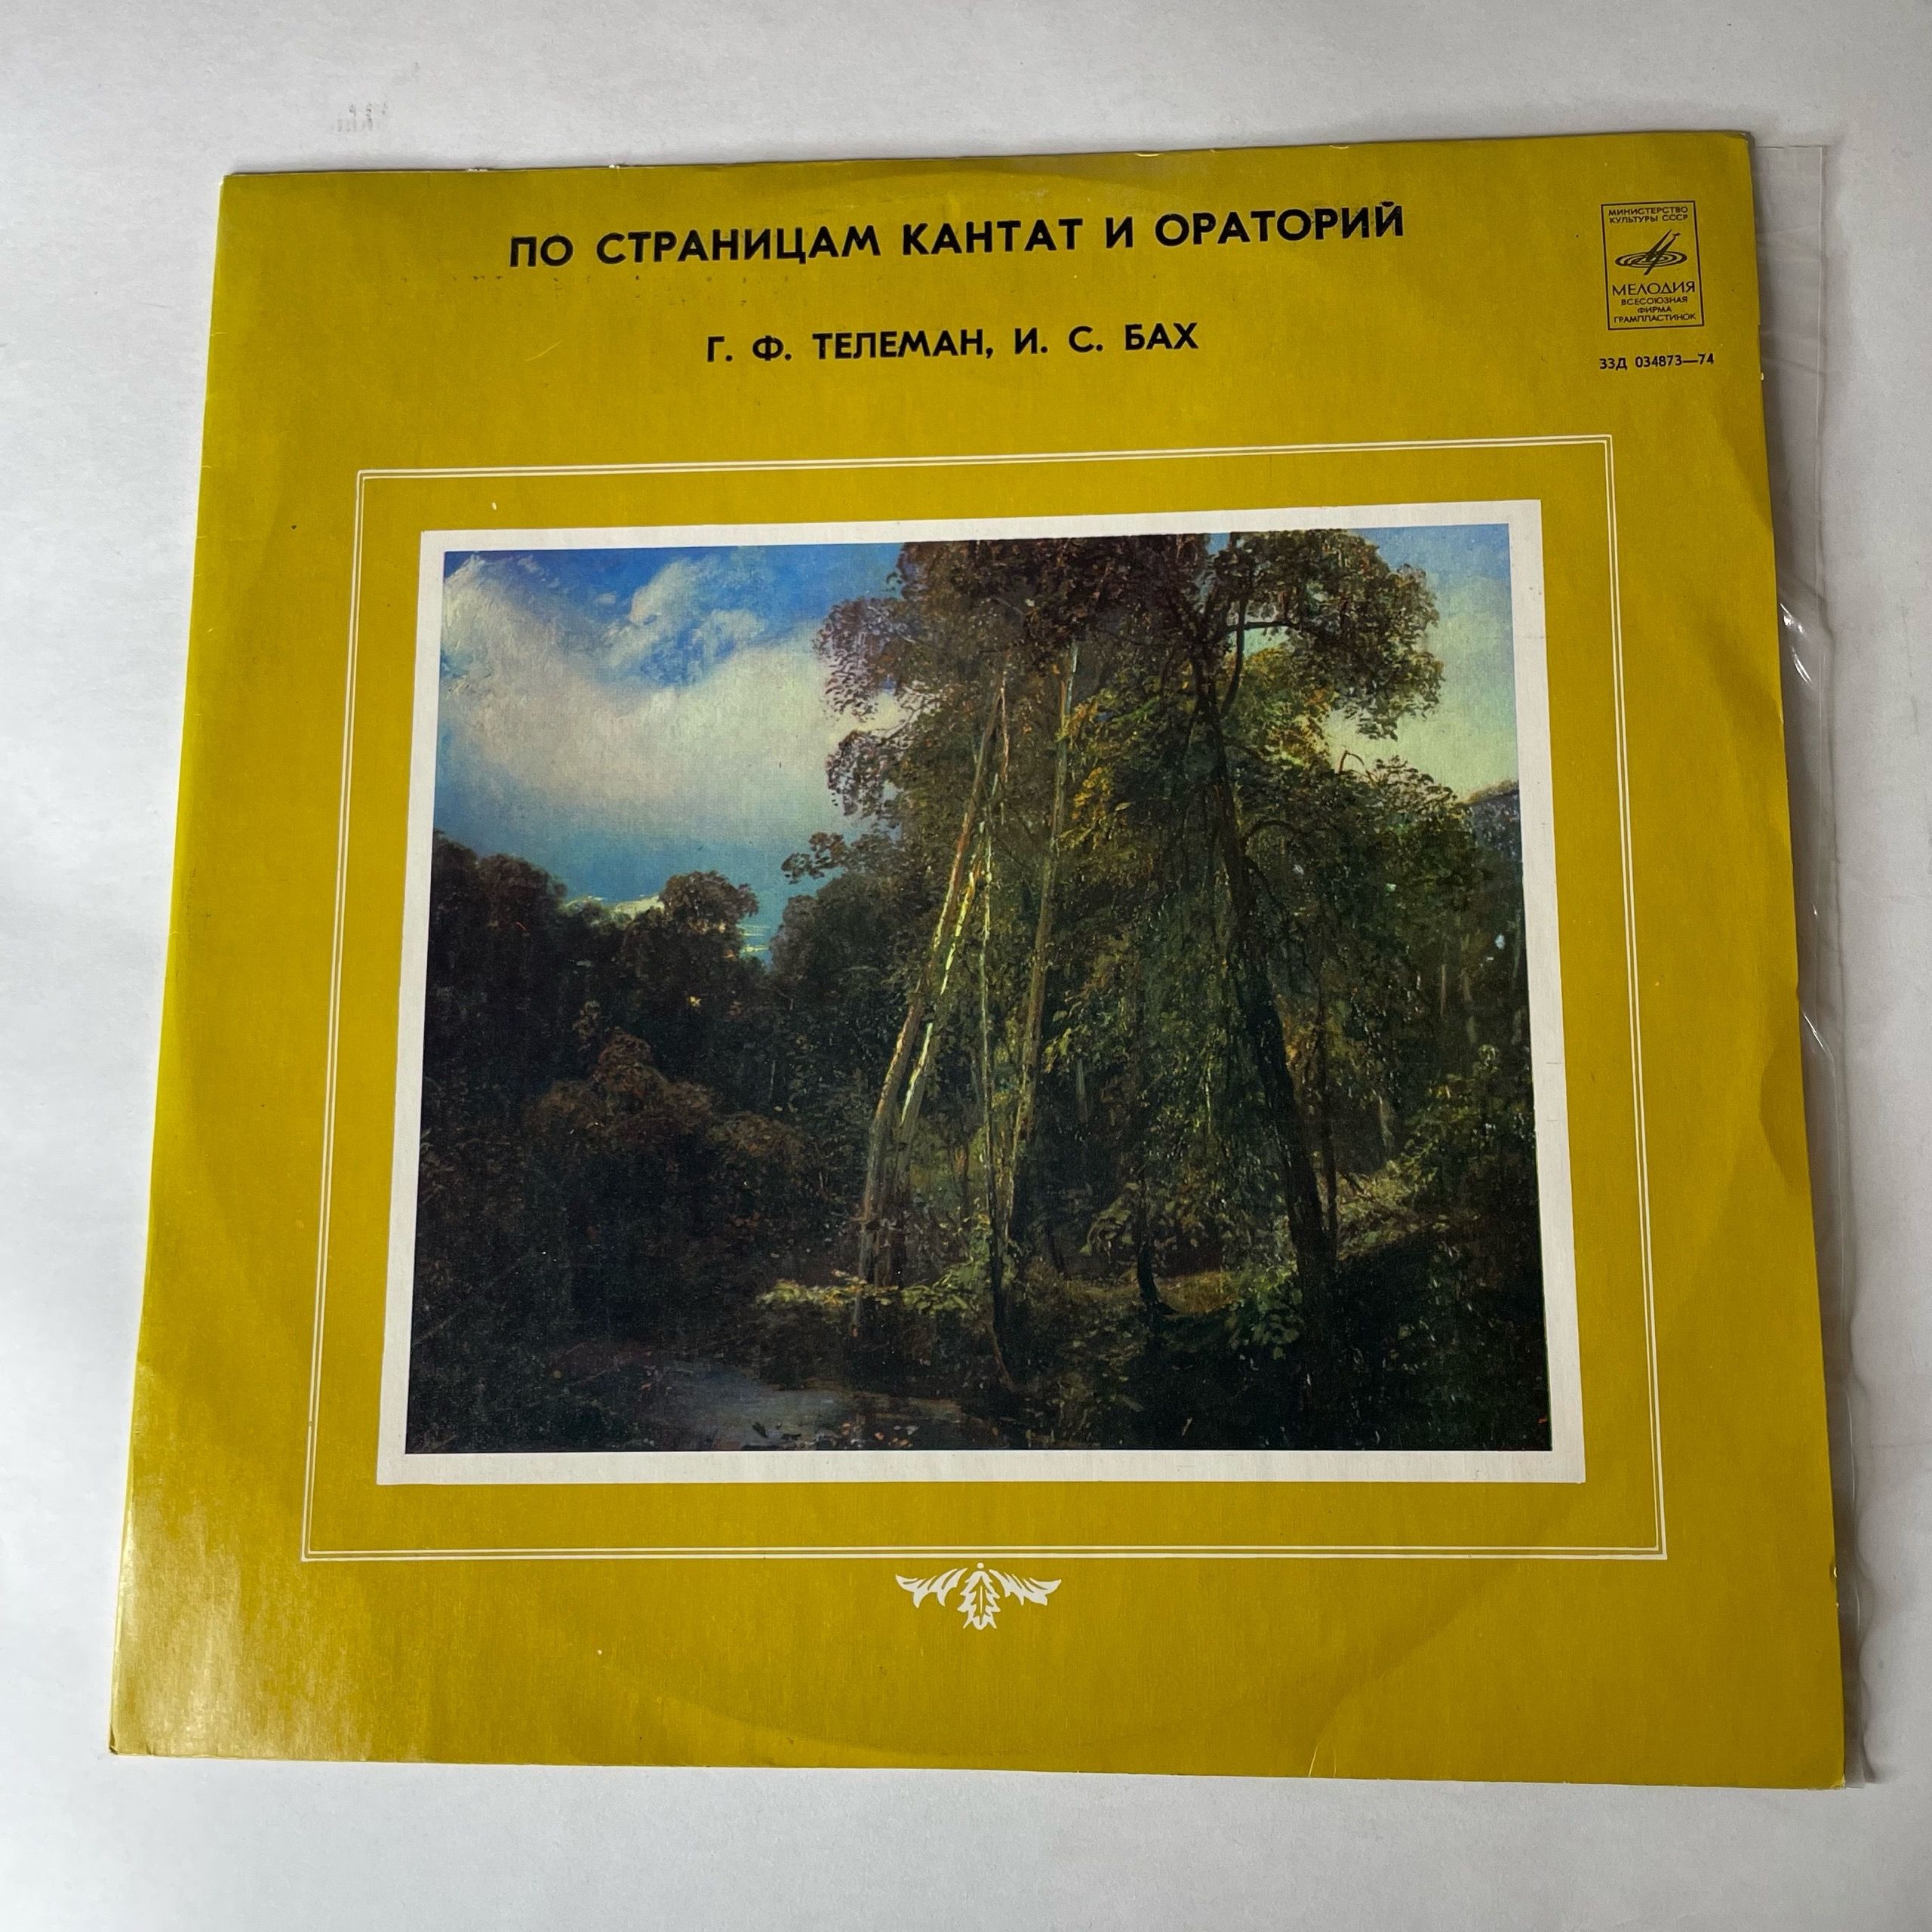 ПО СТРАНИЦАМ КАНТАТ И ОРАТОРИЙ
Г. Ф. ТЕЛЕМАН, И. С. БАХ
МИНИСТЕРСТВО
КУЛЬТУРЫ СССР
МЕЛОДИЯ
ВСЕСОЮЗНАЯ
ФИРМА
ГРАМПЛАСТИНОК
33Д 034873—74